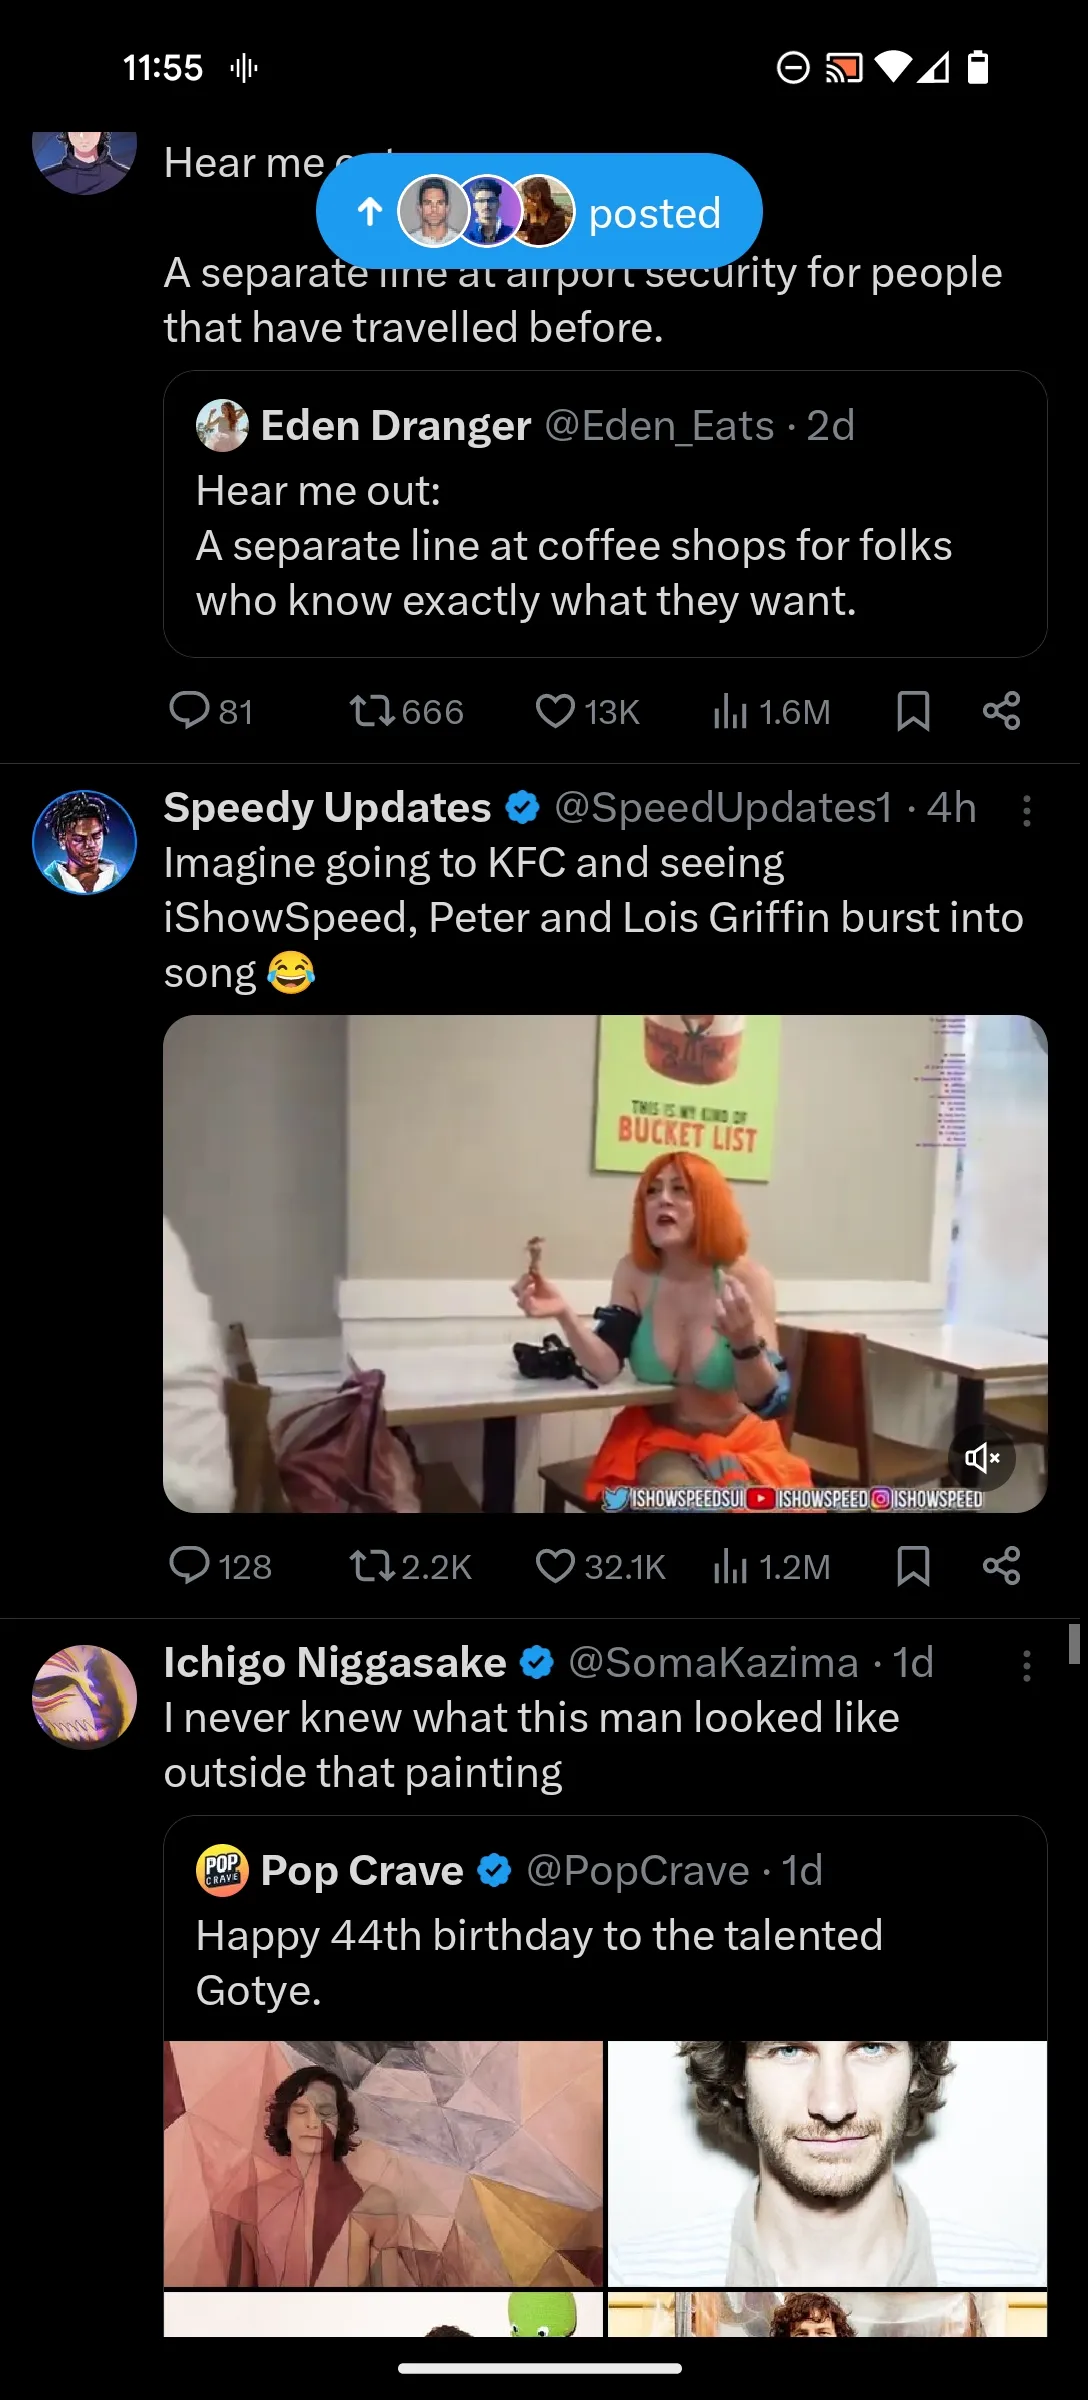 11:55
Hear me
posted
A separate line at airport security for people
that have travelled before.
Eden Dranger @Eden_Eats · 2d
Hear me out:
A separate line at coffee shops for folks
who know exactly what they want.
81 666 13K 1.6M
Speedy Updates @SpeedUpdates1 · 4h
Imagine going to KFC and seeing
iShowSpeed, Peter and Lois Griffin burst into
song 😂
THIS IS MY KIND OF
BUCKET LIST
ISHOWSPEEDSUI ISHOWSPEED ISHOWSPEED
128 2.2K 32.1K 1.2M
Ichigo Niggasake @SomaKazima · 1d
I never knew what this man looked like
outside that painting
POP
CRAVE
Pop Crave @PopCrave · 1d
Happy 44th birthday to the talented
Gotye.